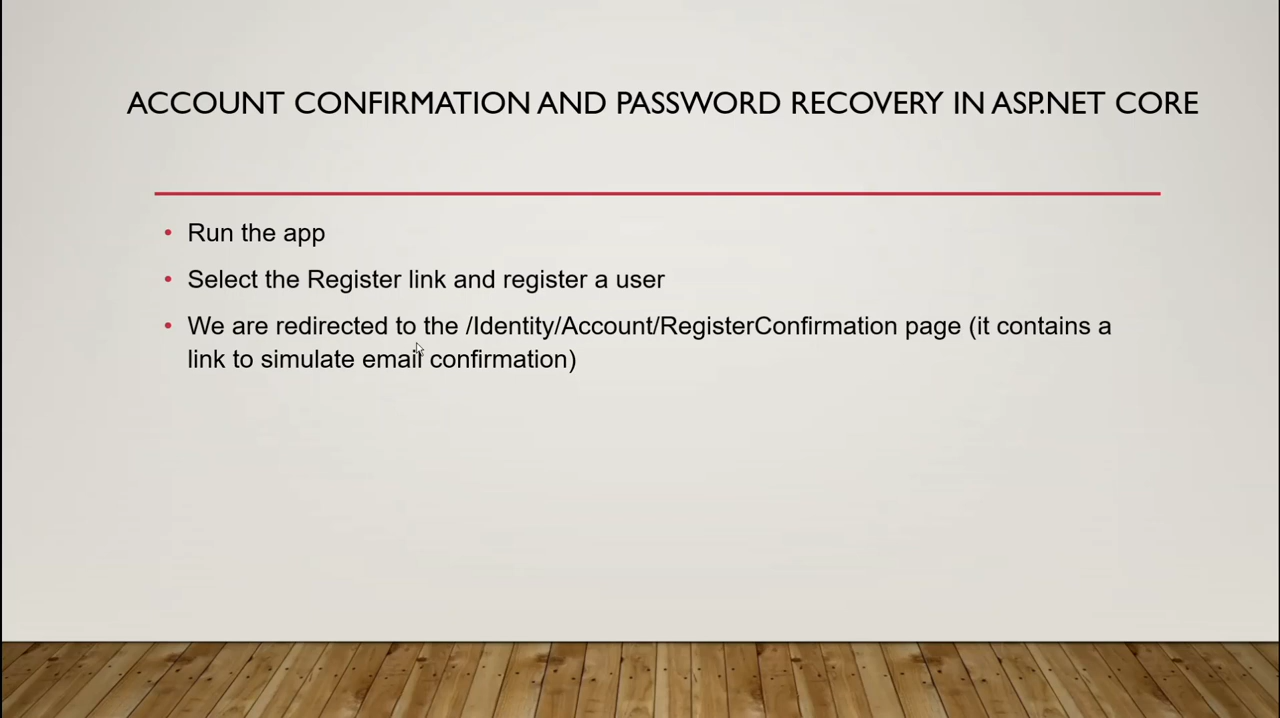 ACCOUNT CONFIRMATION AND PASSWORD RECOVERY IN ASP.NET CORE
• Run the app
• Select the Register link and register a user
• We are redirected to the /Identity/Account/RegisterConfirmation page (it contains a
link to simulate email confirmation)